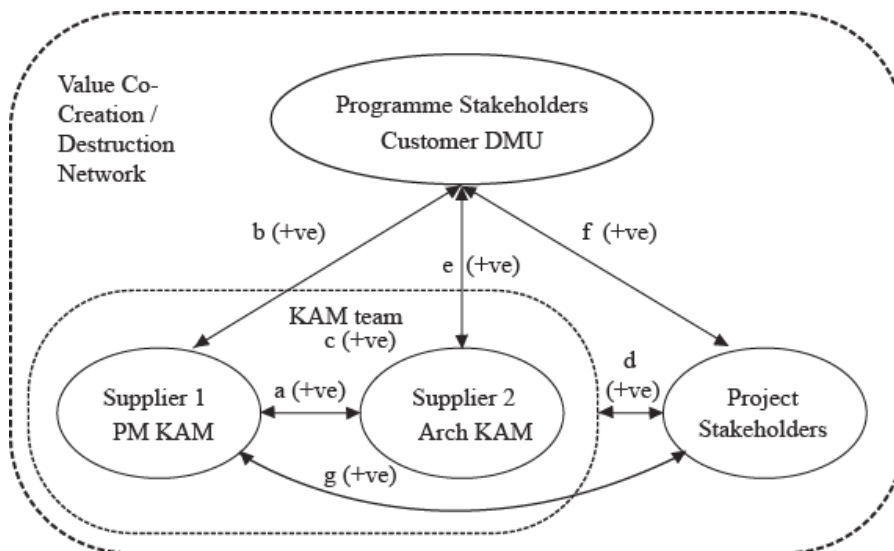 Value Co-
Creation /
Destruction
Network
Programme Stakeholders
Customer DMU
b (+ve)
f (+ve)
e (+ve)
KAM team
c (+ve)
d
(+ve)
Supplier 1
PM KAM
a (+ve)
Supplier 2
Arch KAM
Project
Stakeholders
g (+ve)